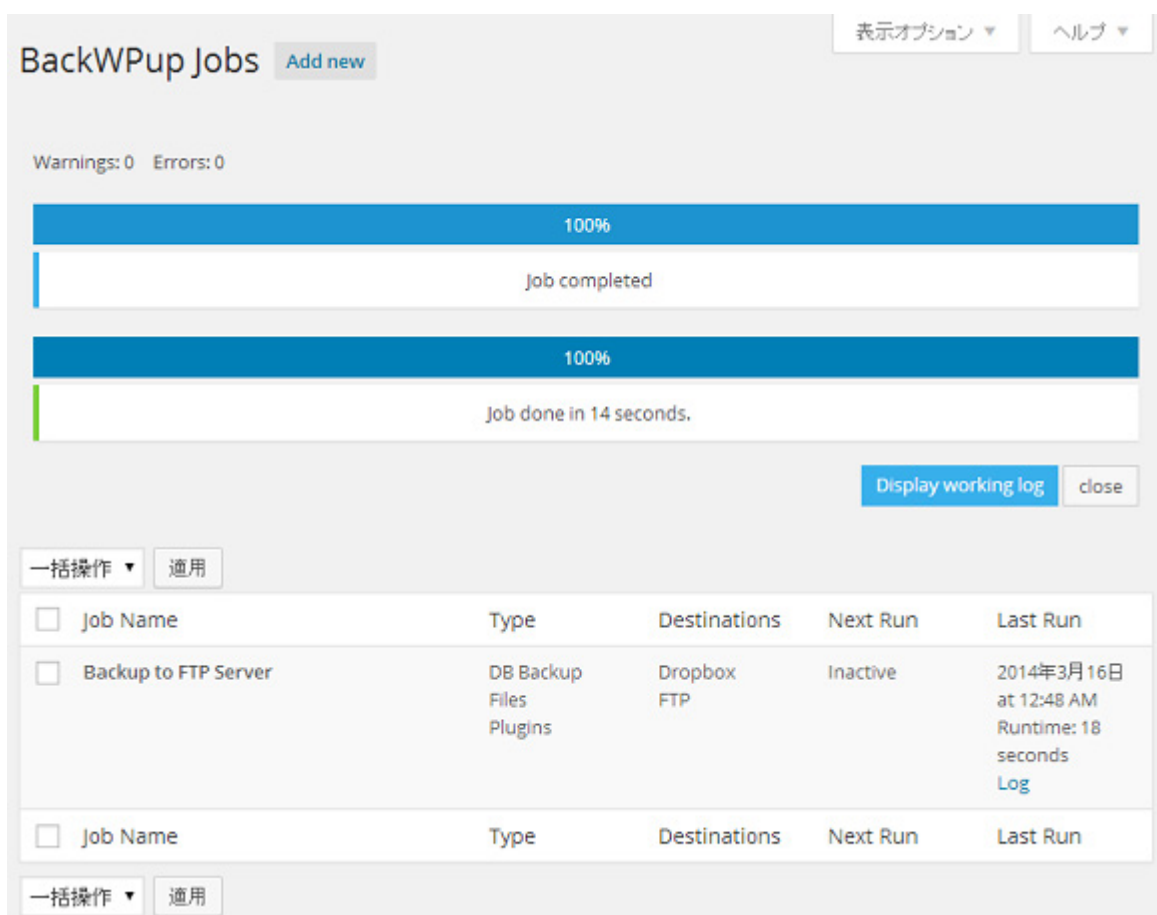 表示オプション ▼ ヘルプ ▼
BackWPup Jobs Add new
Warnings: 0 Errors: 0
100%
Job completed
100%
Job done in 14 seconds.
Display working log close
一括操作 ▼ 適用
Job Name Type Destinations Next Run Last Run
Backup to FTP Server DB Backup Dropbox Inactive 2014年3月16日
Files FTP at 12:48 AM
Plugins Runtime: 18
seconds
Log
Job Name Type Destinations Next Run Last Run
一括操作 ▼ 適用